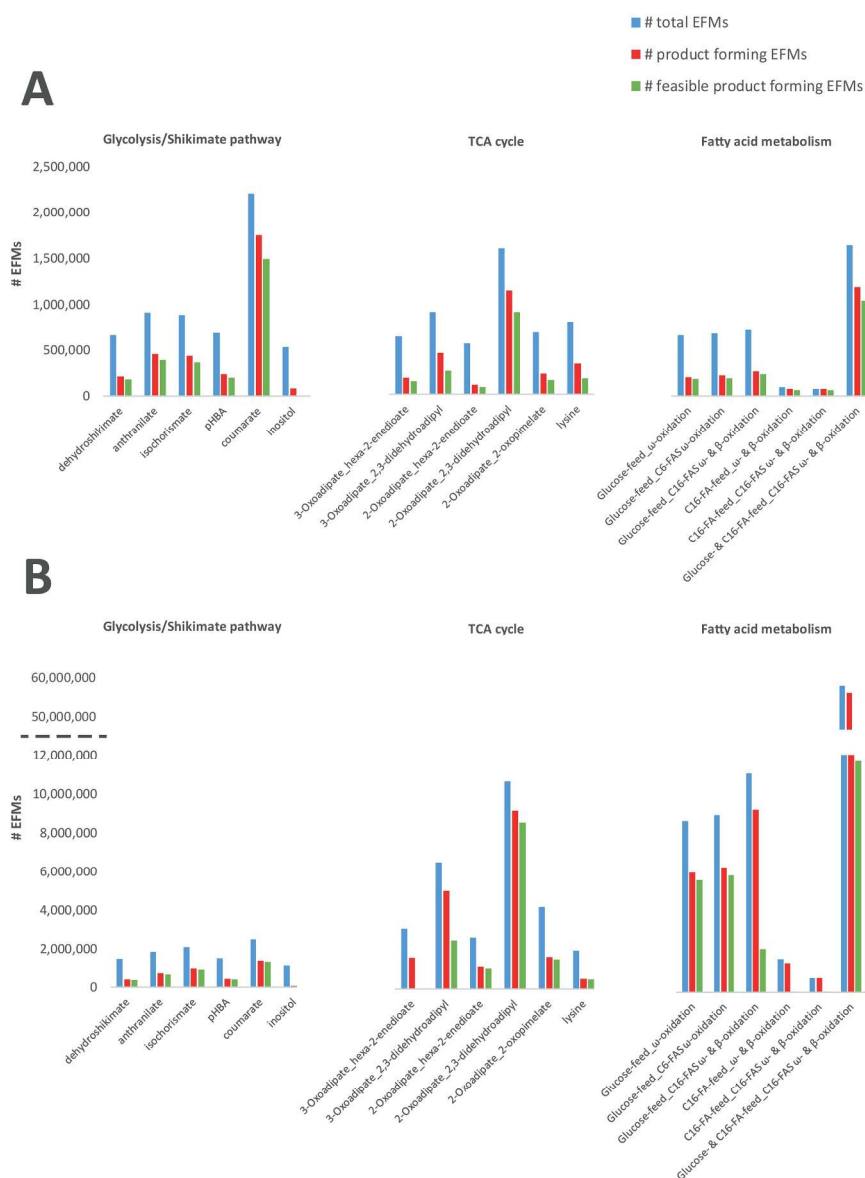 # total EFMs
# product forming EFMs
# feasible product forming EFMs
A
Glycolysis/Shikimate pathway
TCA cycle
Fatty acid metabolism
# EFMs
2,500,000
2,000,000
1,500,000
1,000,000
500,000
0
dehydroshikimate
anthranilate
isochorismate
pHBA
coumarate
inositol
3-Oxoadipate_hexa-2-enedioate
3-Oxoadipate_2,3-didehydroadipyl
2-Oxoadipate_hexa-2-enedioate
2-Oxoadipate_2,3-didehydroadipyl
2-Oxoadipate_2-oxopimelate
lysine
Glucose-feed_ω-oxidation
Glucose-feed_C6-FAS ω-oxidation
Glucose-feed_C16-FAS ω- & β-oxidation
C16-FA-feed_ω- & β-oxidation
C16-FA-feed_C16-FAS ω- & β-oxidation
Glucose- & C16-FA-feed_C16-FAS ω- & β-oxidation
B
Glycolysis/Shikimate pathway
TCA cycle
Fatty acid metabolism
# EFMs
60,000,000
50,000,000
12,000,000
10,000,000
8,000,000
6,000,000
4,000,000
2,000,000
0
dehydroshikimate
anthranilate
isochorismate
pHBA
coumarate
inositol
3-Oxoadipate_hexa-2-enedioate
3-Oxoadipate_2,3-didehydroadipyl
2-Oxoadipate_hexa-2-enedioate
2-Oxoadipate_2,3-didehydroadipyl
2-Oxoadipate_2-oxopimelate
lysine
Glucose-feed_ω-oxidation
Glucose-feed_C6-FAS ω-oxidation
Glucose-feed_C16-FAS ω- & β-oxidation
C16-FA-feed_ω- & β-oxidation
C16-FA-feed_C16-FAS ω- & β-oxidation
Glucose- & C16-FA-feed_C16-FAS ω- & β-oxidation